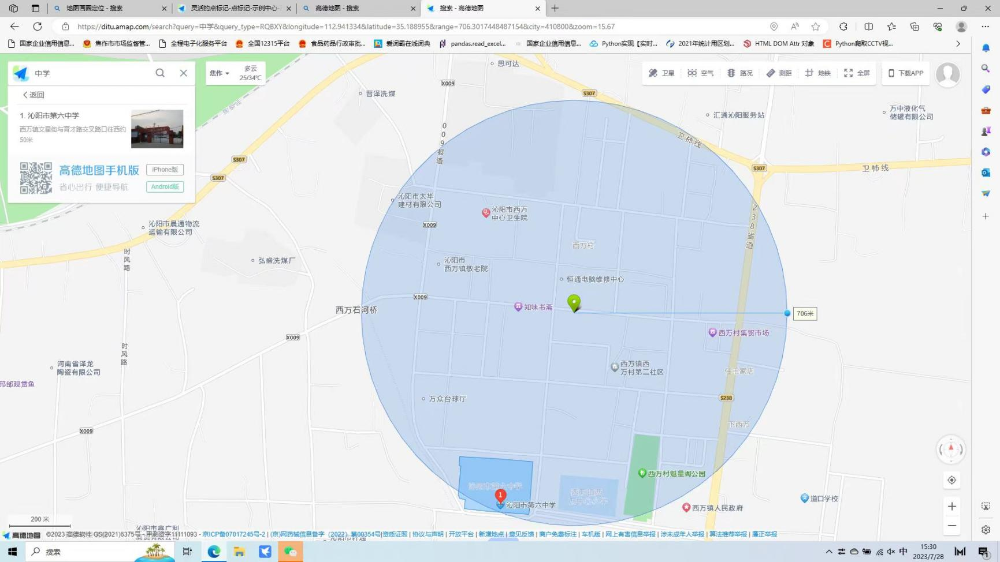 地图画圆定位 - 搜索
灵活的点标记-点标记-示例中心-
高德地图 - 搜索
搜索 - 高德地图
https://ditu.amap.com/search?query=中学&query_type=RQBXY&longitude=112.941334&latitude=35.188955&range=706.3017448487154&city=410800&zoom=15.67
国家企业信用信息...
焦作市市场监督管...
全程电子化服务平台
全国12315平台
食品药品行政审批...
爱词霸在线词典
pandas.read_excel...
国家企业信用信息...
Python实现【实时...
2021年统计用区划...
HTML DOM Attr 对象
Python爬取CCTV视...
中学
焦作
多云
25/34℃
卫星
空气
路况
测距
地铁
全屏
下载APP
返回
1. 沁阳市第六中学
西万镇文星街与育才路交叉路口往西约
50米
高德地图手机版
iPhone版
省心出行 便捷导航
Android版
思可达
X009
S307
晋泽洗煤
汇通沁阳服务站
万中液化气
储罐有限公司
009县道
卫柿线
S307
S307
卫柿线
S307
沁阳市太华
建材有限公司
沁阳市西万
中心卫生院
238省道
沁阳市晨通物流
运输有限公司
X009
西万村
时风路
弘盛洗煤厂
沁阳市
西万镇敬老院
恒通电脑维修中心
X009
西万石河桥
知味书斋
706米
X009
西万村集贸市场
时风路
河南省泽龙
陶瓷有限公司
西万镇西
万村第二社区
任毛冢店
邘邰观赏鱼
S238
万众台球厅
X009
下西万
西万村魁星阁公园
沁阳市第六中学
1
沁阳市第六中学
西万镇西
万中心小学
西万镇人民政府
道口学校
200 米
沁阳市鑫广利
高德地图
©2023 高德软件 GS(2021)6375号 - 甲测资字11111093 - 京ICP备07017245号-2 | (京)网药械信息备字（2022）第00354号|资质证照 | 协议与声明 | 开放平台 | 新增地点 | 意见反馈 | 商户免费标注 | 车机版 | 网上有害信息举报 | 涉未成年人举报 | 算法推荐举报 | 廉正举报
搜索
中
15:30
2023/7/28
1